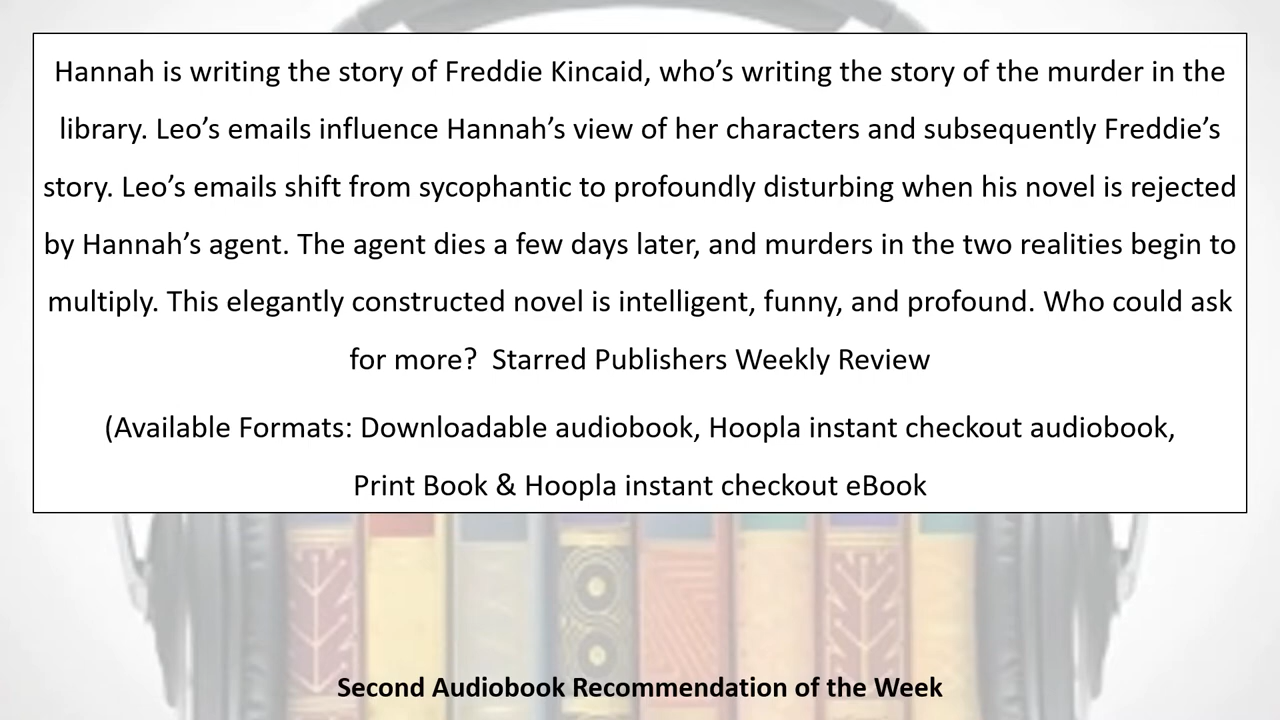 Hannah is writing the story of Freddie Kincaid, who’s writing the story of the murder in the
library. Leo’s emails influence Hannah’s view of her characters and subsequently Freddie’s
story. Leo’s emails shift from sycophantic to profoundly disturbing when his novel is rejected
by Hannah’s agent. The agent dies a few days later, and murders in the two realities begin to
multiply. This elegantly constructed novel is intelligent, funny, and profound. Who could ask
for more?  Starred Publishers Weekly Review
(Available Formats: Downloadable audiobook, Hoopla instant checkout audiobook,
Print Book & Hoopla instant checkout eBook
Second Audiobook Recommendation of the Week